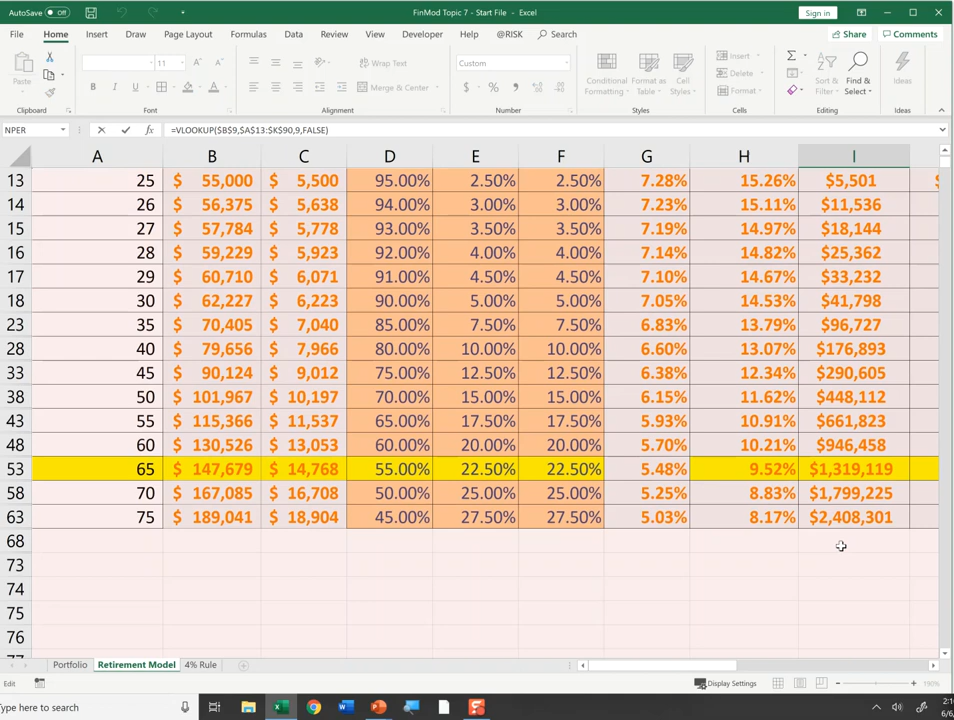 AutoSave Off FinMod Topic 7 - Start File - Excel Sign in
File Home Insert Draw Page Layout Formulas Data Review View Developer Help @RISK Search Share Comments
11 Wrap Text Custom Insert Σ
Paste B I U Merge & Center $ % , Conditional Formatting Format as Table Cell Styles Delete Format Sort & Filter Find & Select Ideas
Clipboard Font Alignment Number Styles Cells Editing Ideas
NPER fx =VLOOKUP($B$9,$A$13:$K$90,9,FALSE)
A B C D E F G H I
13 25 $ 55,000 $ 5,500 95.00% 2.50% 2.50% 7.28% 15.26% $5,501 $
14 26 $ 56,375 $ 5,638 94.00% 3.00% 3.00% 7.23% 15.11% $11,536
15 27 $ 57,784 $ 5,778 93.00% 3.50% 3.50% 7.19% 14.97% $18,144
16 28 $ 59,229 $ 5,923 92.00% 4.00% 4.00% 7.14% 14.82% $25,362
17 29 $ 60,710 $ 6,071 91.00% 4.50% 4.50% 7.10% 14.67% $33,232
18 30 $ 62,227 $ 6,223 90.00% 5.00% 5.00% 7.05% 14.53% $41,798
23 35 $ 70,405 $ 7,040 85.00% 7.50% 7.50% 6.83% 13.79% $96,727
28 40 $ 79,656 $ 7,966 80.00% 10.00% 10.00% 6.60% 13.07% $176,893
33 45 $ 90,124 $ 9,012 75.00% 12.50% 12.50% 6.38% 12.34% $290,605
38 50 $ 101,967 $ 10,197 70.00% 15.00% 15.00% 6.15% 11.62% $448,112
43 55 $ 115,366 $ 11,537 65.00% 17.50% 17.50% 5.93% 10.91% $661,823
48 60 $ 130,526 $ 13,053 60.00% 20.00% 20.00% 5.70% 10.21% $946,458
53 65 $ 147,679 $ 14,768 55.00% 22.50% 22.50% 5.48% 9.52% $1,319,119
58 70 $ 167,085 $ 16,708 50.00% 25.00% 25.00% 5.25% 8.83% $1,799,225
63 75 $ 189,041 $ 18,904 45.00% 27.50% 27.50% 5.03% 8.17% $2,408,301
68
73
74
75
76
77
Portfolio Retirement Model 4% Rule
Edit Display Settings 190%
Type here to search 2:1
6/6